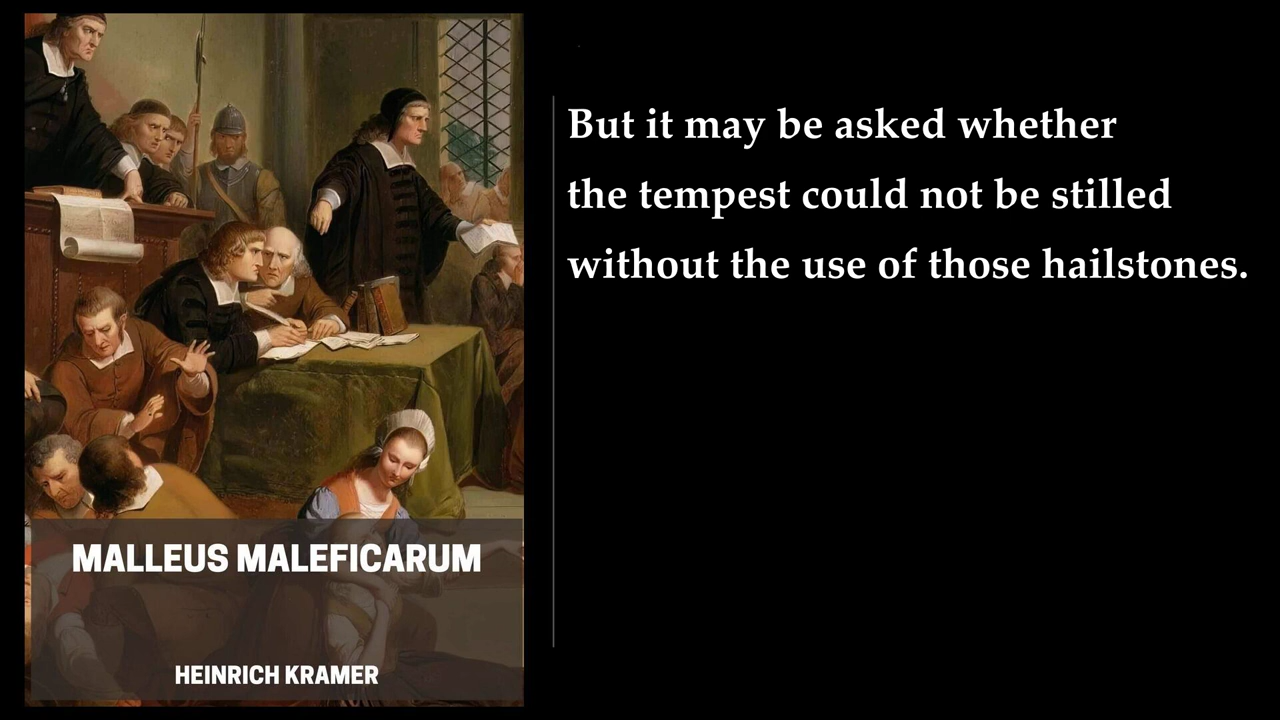 MALLEUS MALEFICARUM
HEINRICH KRAMER
But it may be asked whether
the tempest could not be stilled
without the use of those hailstones.